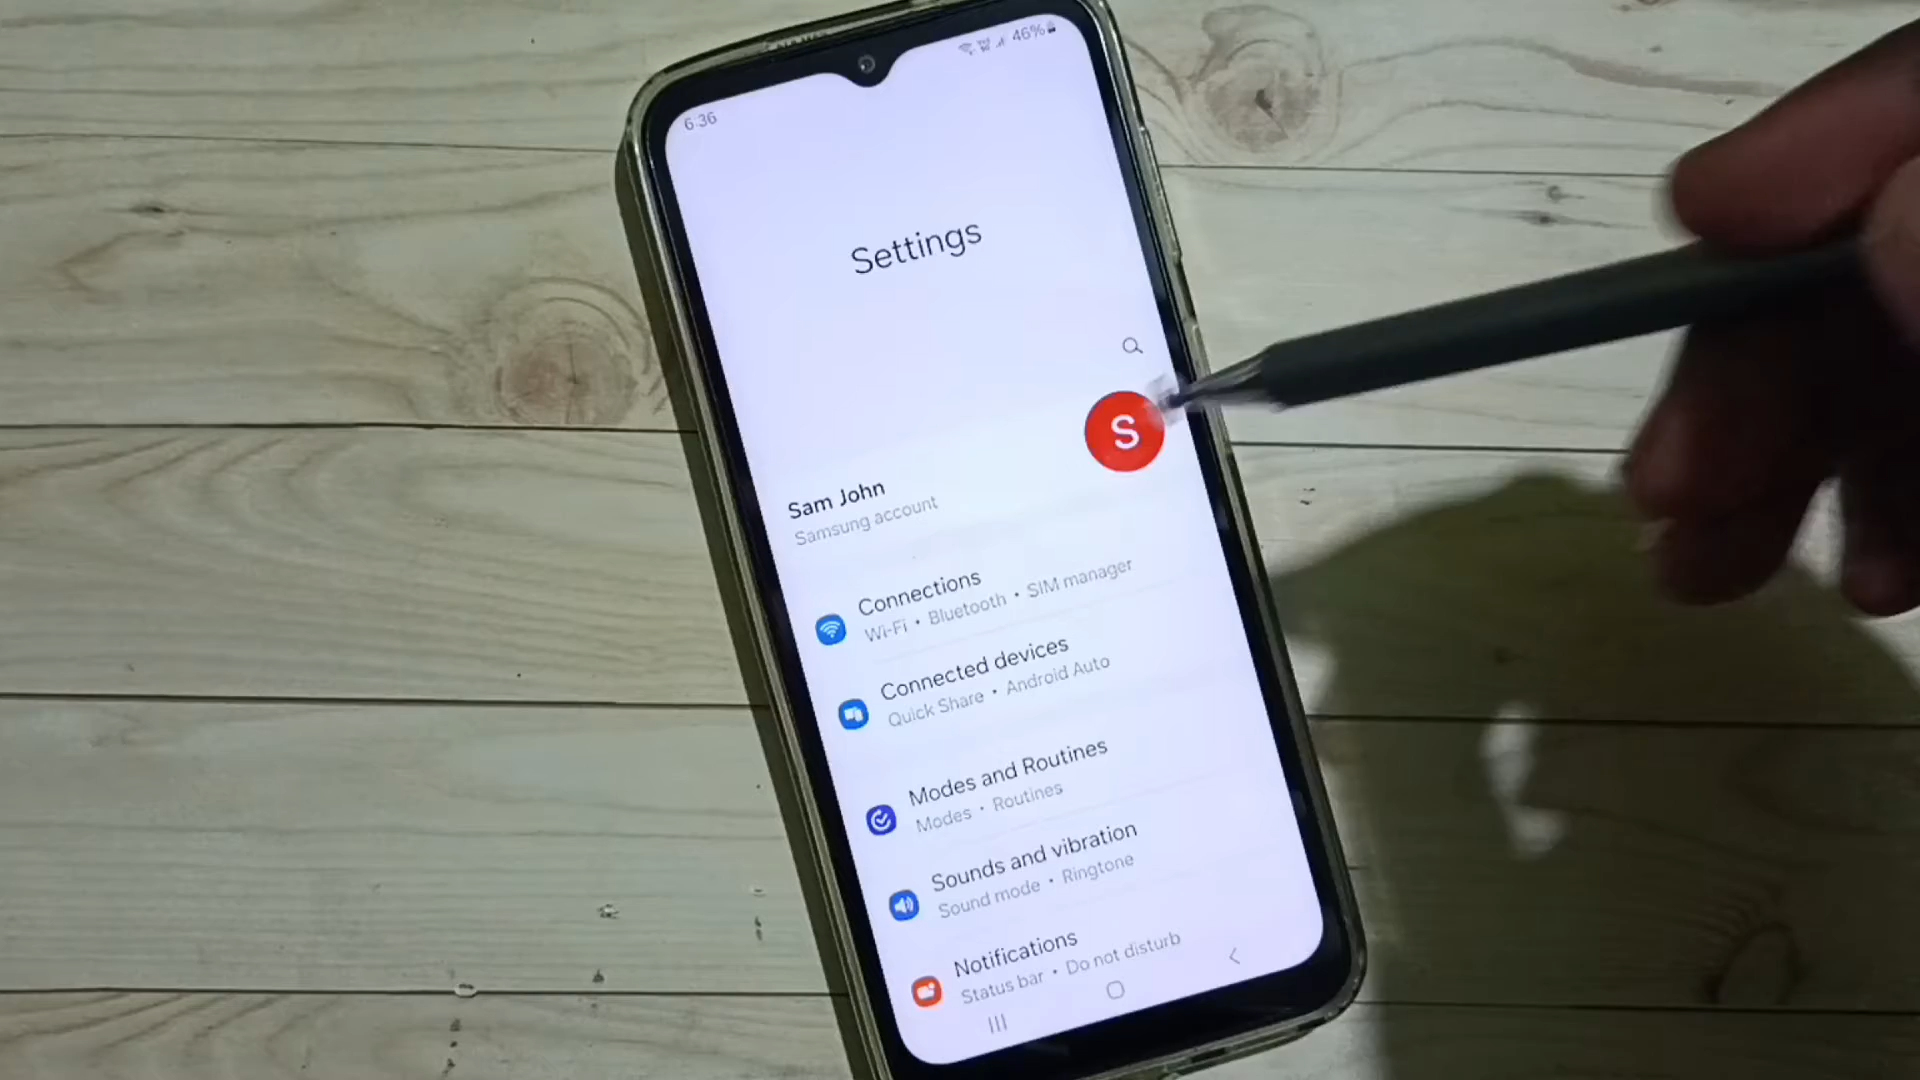 6:36
46%
Settings
S
Sam John
Samsung account
Connections
Wi-Fi • Bluetooth • SIM manager
Connected devices
Quick Share • Android Auto
Modes and Routines
Modes • Routines
Sounds and vibration
Sound mode • Ringtone
Notifications
Status bar • Do not disturb